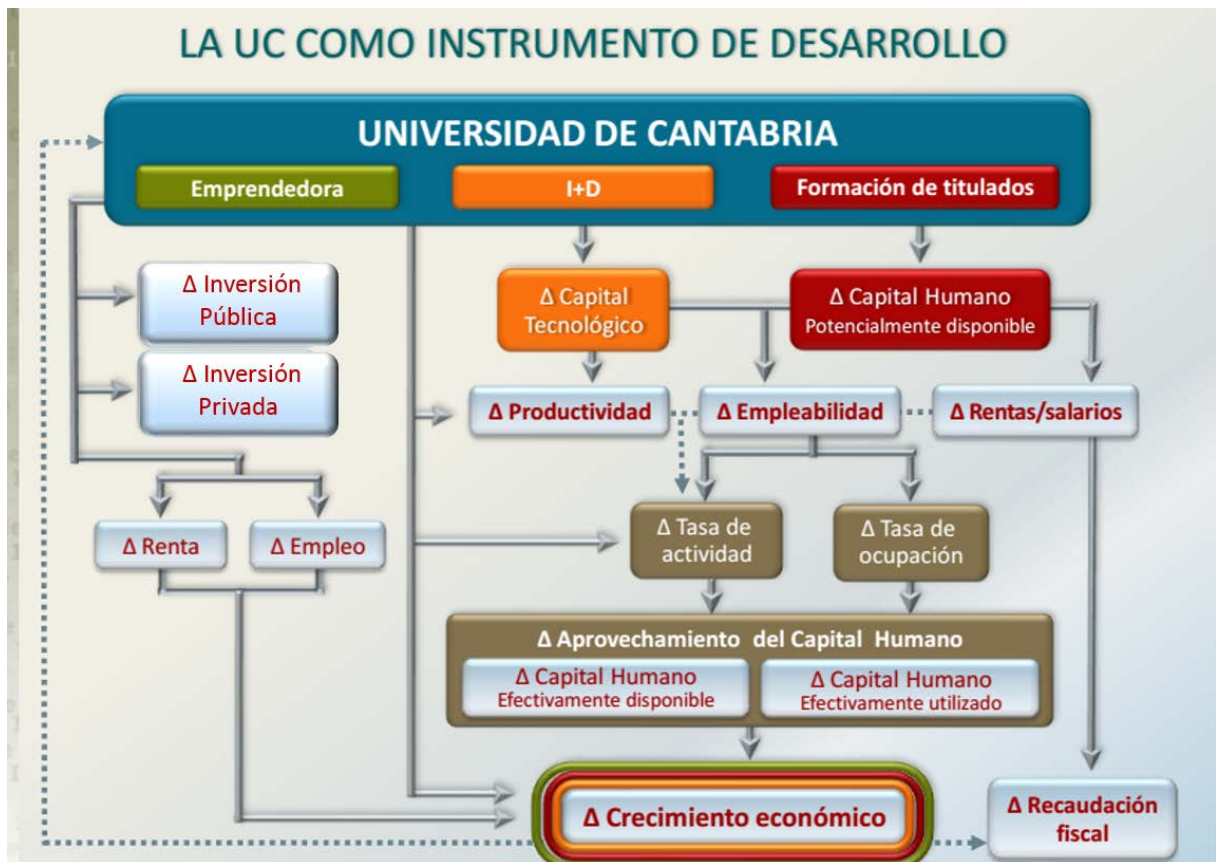 LA UC COMO INSTRUMENTO DE DESARROLLO
UNIVERSIDAD DE CANTABRIA
Emprendedora
I+D
Formación de titulados
Δ Inversión
Pública
Δ Inversión
Privada
Δ Capital
Tecnológico
Δ Capital Humano
Potencialmente disponible
Δ Productividad
Δ Empleabilidad
Δ Rentas/salarios
Δ Renta
Δ Empleo
Δ Tasa de
actividad
Δ Tasa de
ocupación
Δ Aprovechamiento del Capital Humano
Δ Capital Humano
Efectivamente disponible
Δ Capital Humano
Efectivamente utilizado
Δ Crecimiento económico
Δ Recaudación
fiscal